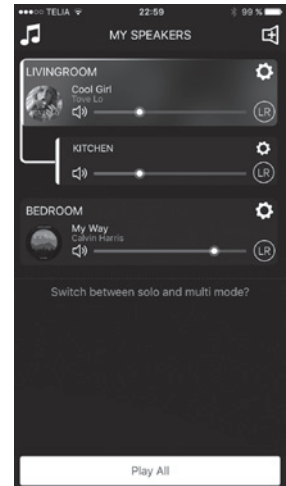 TELIA 22:59 99 %
MY SPEAKERS
LIVINGROOM
Cool Girl
Tove Lo
LR
KITCHEN
LR
BEDROOM
My Way
Calvin Harris
LR
Switch between solo and multi mode?
Play All